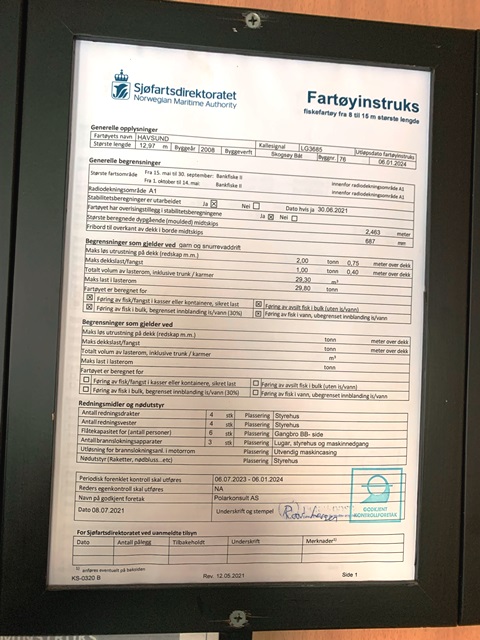 Sjøfartsdirektoratet
Norwegian Maritime Authority
Fartøyinstruks
fiskefartøy fra 8 til 15 m største lengde
Generelle opplysninger
Fartøyets navn HAVSUND Kallesignal LG3685 Utløpsdato fartøyinstruks
Største lengde 12,97 m Byggeår 2008 Byggeverft Skogsøy Båt Byggnr. 76 06.01.2024
Generelle begrensninger
Største fartsområde Fra 15. mai til 30. september: Bankfiske II innenfor radiodekningsområde A1
Fra 1. oktober til 14. mai: Bankfiske II innenfor radiodekningsområde A1
Radiodekningsområde A1
Stabilitetsberegninger er utarbeidet Ja ☒ Nei ☐ Dato hvis ja 30.06.2021
Fartøyet har overisingstillegg i stabilitetsberegningene Ja ☒ Nei ☐
Største beregnede dypgående (moulded) midtskips 2,463 meter
Fribord til overkant av dekk i borde midtskips 687 mm
Begrensninger som gjelder ved garn og snurrevaddrift
Maks løs utrustning på dekk (redskap m.m.) 2,00 tonn 0,75 meter over dekk
Maks dekkslast/fangst 1,00 tonn 0,40 meter over dekk
Totalt volum av lasterom, inklusive trunk / karmer 29,30 m³
Maks last i lasterom 29,80 tonn
Fartøyet er beregnet for
☒ Føring av fisk/fangst i kasser eller kontainere, sikret last ☒ Føring av avsilt fisk i bulk (uten is/vann)
☒ Føring av fisk i bulk, begrenset innblanding is/vann (30%) ☒ Føring av fisk i vann, ubegrenset innblanding is/vann
Begrensninger som gjelder ved
Maks løs utrustning på dekk (redskap m.m.) tonn meter over dekk
Maks dekkslast/fangst tonn meter over dekk
Totalt volum av lasterom, inklusive trunk / karmer m³
Maks last i lasterom tonn
Fartøyet er beregnet for
☐ Føring av fisk/fangst i kasser eller kontainere, sikret last ☐ Føring av avsilt fisk i bulk (uten is/vann)
☐ Føring av fisk i bulk, begrenset innblanding is/vann (30%) ☐ Føring av fisk i vann, ubegrenset innblanding is/vann
Redningsmidler og nødutstyr
Antall redningsdrakter 4 stk Plassering Styrehus
Antall redningsvester 4 stk Plassering Styrehus
Flåtekapasitet for (antall personer) 6 stk Plassering Gangbro BB- side
Antall brannslokningsapparater 3 stk Plassering Lugar, styrehus og maskinnedgang
Utløsning for brannslokningsanl. i motorrom Plassering Utvendig maskincasing
Nødutstyr (Raketter, nødbluss...etc) Plassering Styrehus
Periodisk forenklet kontroll skal utføres 06.07.2023 - 06.01.2024
Reders egenkontroll skal utføres NA
Navn på godkjent foretak Polarkonsult AS
Dato 08.07.2021 Underskrift og stempel
GODKJENT
KONTROLLFORETAK
For Sjøfartsdirektoratet ved uanmeldte tilsyn
Dato Antall pålegg Tilbakeholdt Underskrift Merknader¹⁾
¹⁾ anføres eventuelt på baksiden
KS-0320 B Rev. 12.05.2021 Side 1